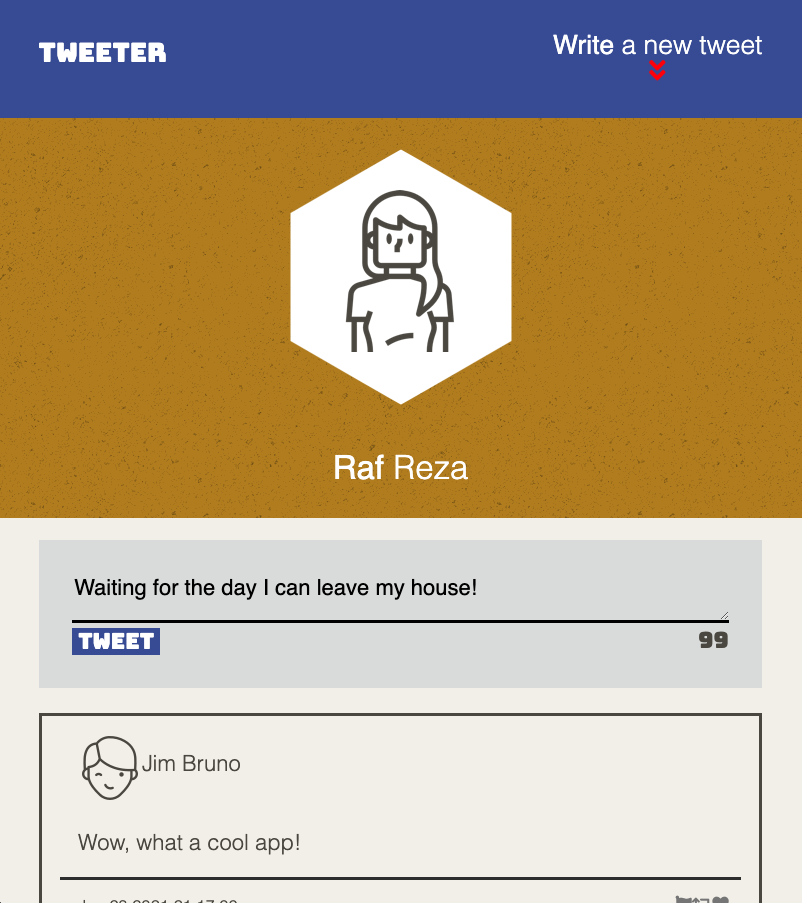 TWEETER
Write a new tweet
Raf Reza
Waiting for the day I can leave my house!
TWEET
99
Jim Bruno
Wow, what a cool app!